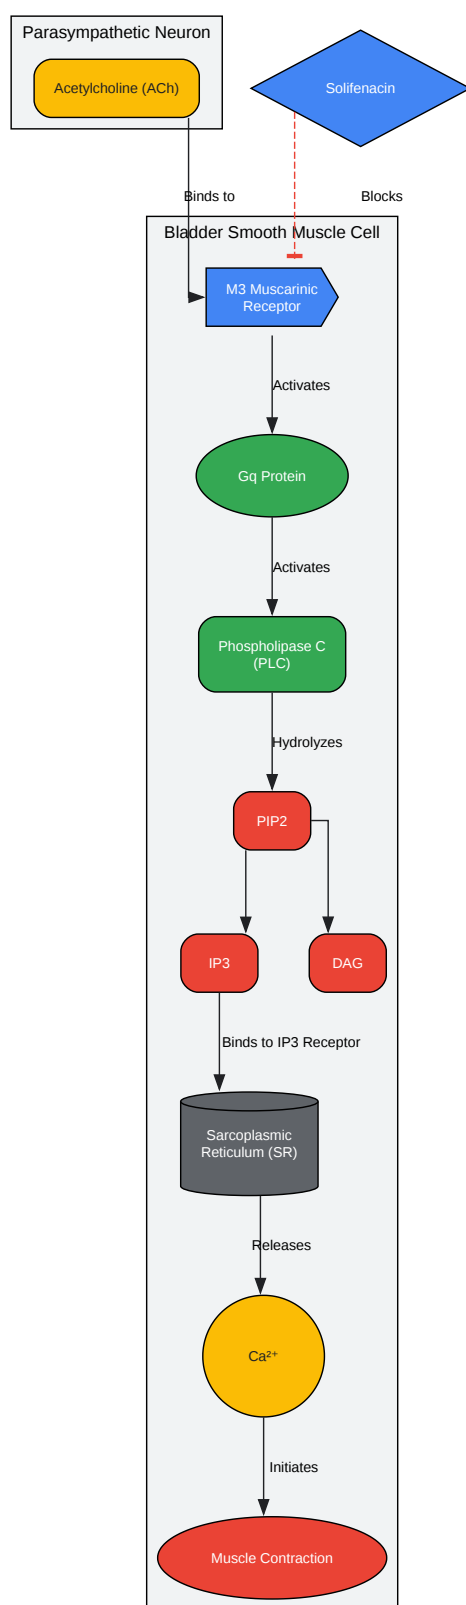 Parasympathetic Neuron
Acetylcholine (ACh)
Solifenacin
Binds to
Blocks
Bladder Smooth Muscle Cell
M3 Muscarinic
Receptor
Activates
Gq Protein
Activates
Phospholipase C
(PLC)
Hydrolyzes
PIP2
IP3
DAG
Binds to IP3 Receptor
Sarcoplasmic
Reticulum (SR)
Releases
Ca²⁺
Initiates
Muscle Contraction